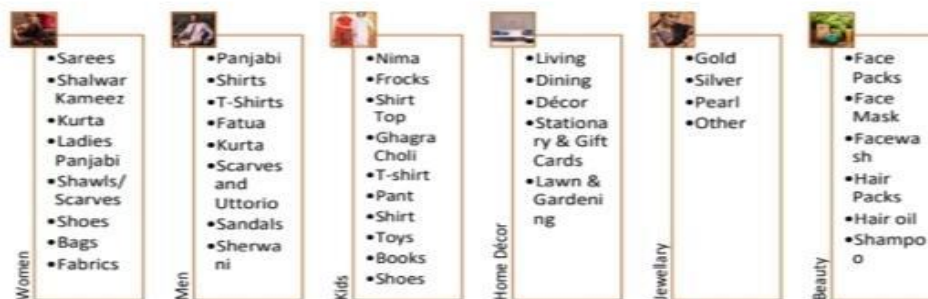 Women
•Sarees
•Shalwar
Kameez
•Kurta
•Ladies
Panjabi
•Shawls/
Scarves
•Shoes
•Bags
•Fabrics
Men
•Panjabi
•Shirts
•T-Shirts
•Fatua
•Kurta
•Scarves
and
Uttorio
•Sandals
•Sherwa
ni
Kids
•Nima
•Frocks
•Shirt
Top
•Ghagra
Choli
•T-shirt
•Pant
•Shirt
•Toys
•Books
•Shoes
Home Décor
•Living
•Dining
•Décor
•Stationa
ry & Gift
Cards
•Lawn &
Gardeni
ng
Jewellary
•Gold
•Silver
•Pearl
•Other
Beauty
•Face
Packs
•Face
Mask
•Facewa
sh
•Hair
Packs
•Hair oil
•Shampo
o